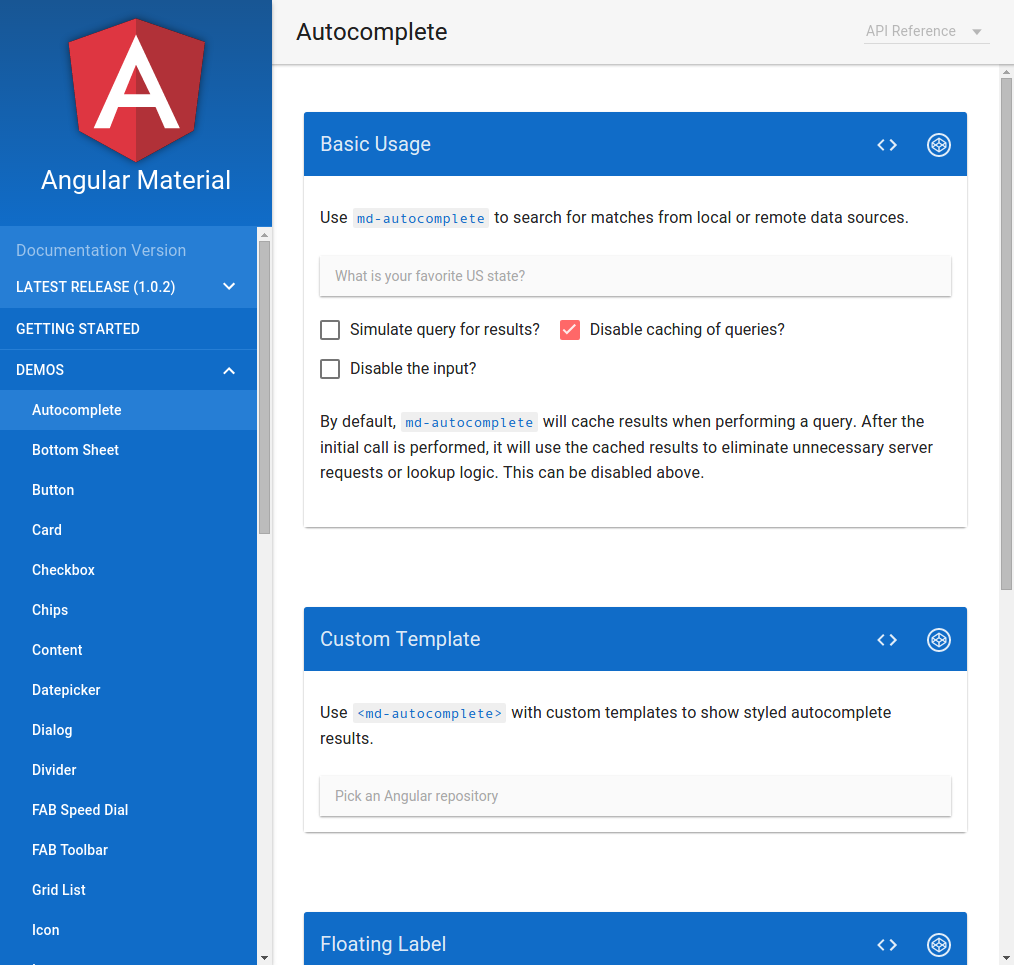 Angular Material
Documentation Version
LATEST RELEASE (1.0.2)
GETTING STARTED
DEMOS
Autocomplete
Bottom Sheet
Button
Card
Checkbox
Chips
Content
Datepicker
Dialog
Divider
FAB Speed Dial
FAB Toolbar
Grid List
Icon
Autocomplete
API Reference
Basic Usage
Use md-autocomplete to search for matches from local or remote data sources.
What is your favorite US state?
Simulate query for results? Disable caching of queries?
Disable the input?
By default, md-autocomplete will cache results when performing a query. After the
initial call is performed, it will use the cached results to eliminate unnecessary server
requests or lookup logic. This can be disabled above.
Custom Template
Use <md-autocomplete> with custom templates to show styled autocomplete
results.
Pick an Angular repository
Floating Label